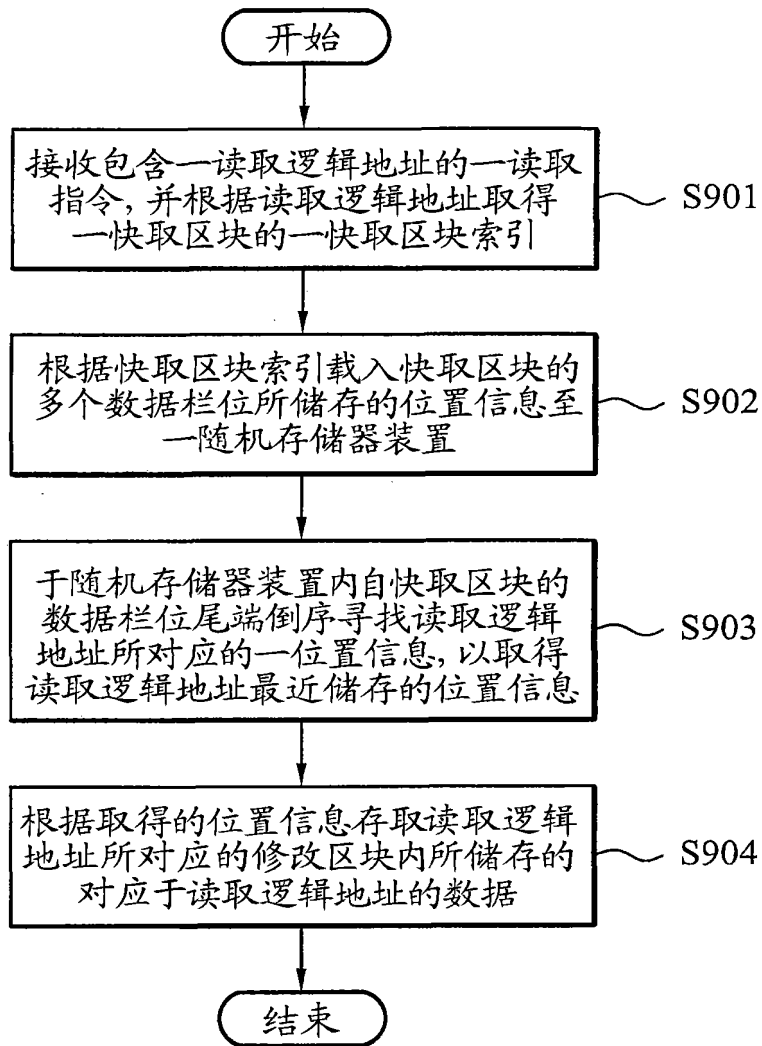 开始
接收包含一读取逻辑地址的一读取
指令，并根据读取逻辑地址取得
一快取区块的一快取区块索引
S901
根据快取区块索引载入快取区块的
多个数据栏位所储存的位置信息至
一随机存储器装置
S902
于随机存储器装置内自快取区块的
数据栏位尾端倒序寻找读取逻辑
地址所对应的一位置信息，以取得
读取逻辑地址最近储存的位置信息
S903
根据取得的位置信息存取读取逻辑
地址所对应的修改区块内所储存的
对应于读取逻辑地址的数据
S904
结束